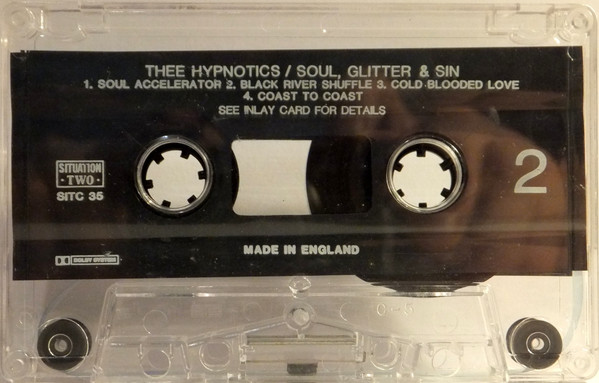 THEE HYPNOTICS / SOUL, GLITTER & SIN
1. SOUL ACCELERATOR 2. BLACK RIVER SHUFFLE 3. COLD BLOODED LOVE
4. COAST TO COAST
SEE INLAY CARD FOR DETAILS
SITUATION
· TWO ·
SITC 35
2
MADE IN ENGLAND
DOLBY SYSTEM